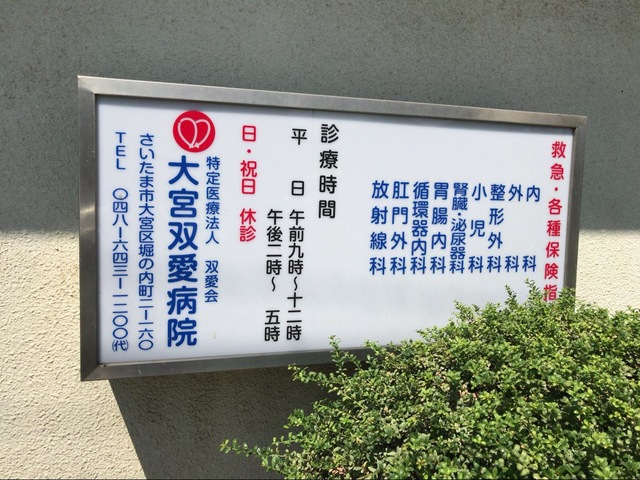 救急・各種保険指
内科
外科
整形外科
小児科
腎臓・泌尿器科
胃腸内科
循環器内科
肛門外科
放射線科
診療時間
平日 午前九時〜十二時
午後二時〜五時
日・祝日 休診
特定医療法人 双愛会
大宮双愛病院
さいたま市大宮区堀の内町二-一六〇
TEL 〇四八-六四三-一二〇〇(代)